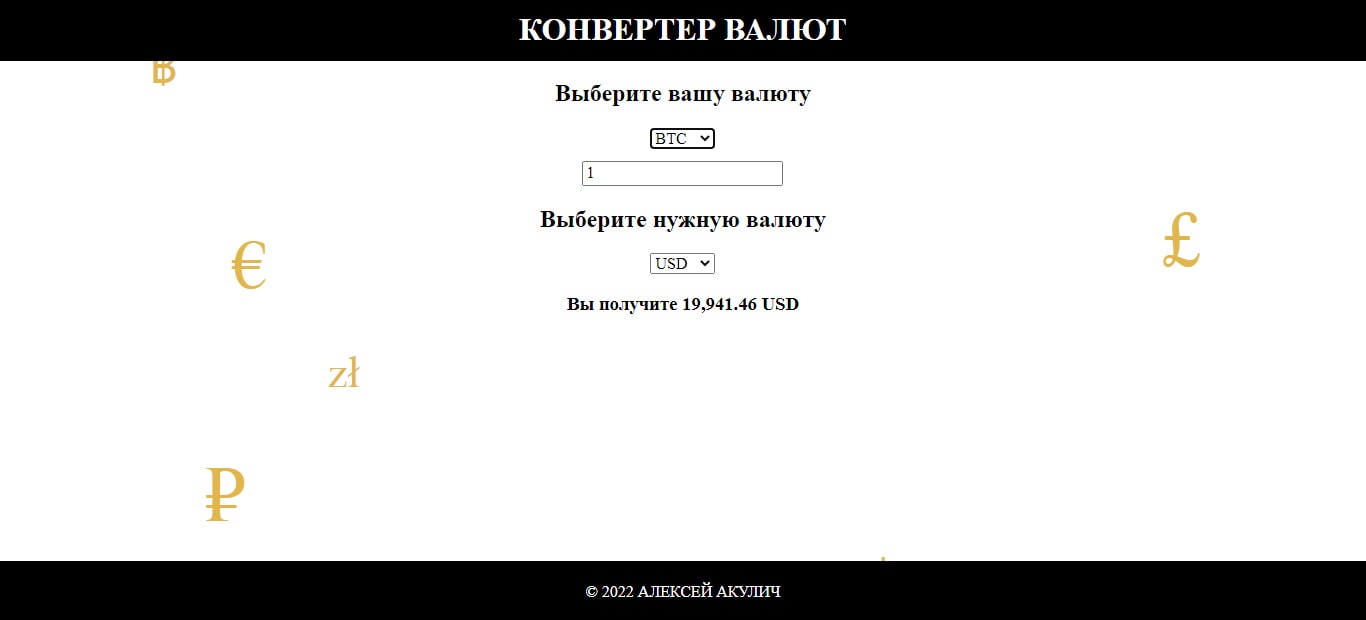 КОНВЕРТЕР ВАЛЮТ
฿
Выберите вашу валюту
BTC
1
Выберите нужную валюту
£
€
USD
Вы получите 19,941.46 USD
zł
₽
© 2022 АЛЕКСЕЙ АКУЛИЧ